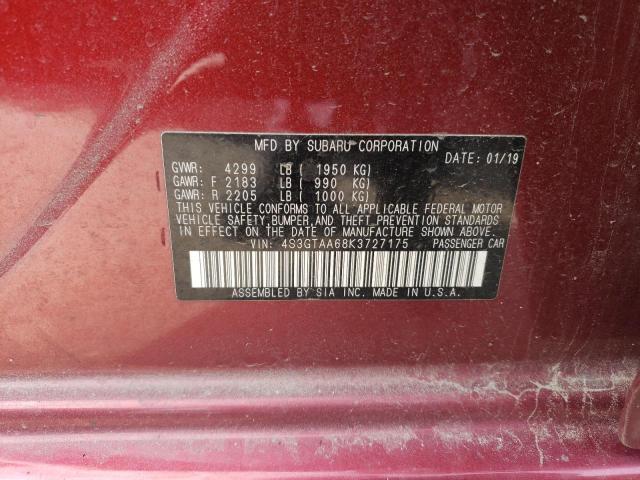 MFD BY SUBARU CORPORATION
DATE: 01/19
GVWR: 4299 LB ( 1950 KG)
GAWR: F 2183 LB ( 990 KG)
GAWR: R 2205 LB ( 1000 KG)
THIS VEHICLE CONFORMS TO ALL APPLICABLE FEDERAL MOTOR
VEHICLE SAFETY, BUMPER, AND THEFT PREVENTION STANDARDS
IN EFFECT ON THE DATE OF MANUFACTURE SHOWN ABOVE.
VIN: 4S3GTAA68K3727175 PASSENGER CAR
ASSEMBLED BY SIA INC. MADE IN U.S.A.